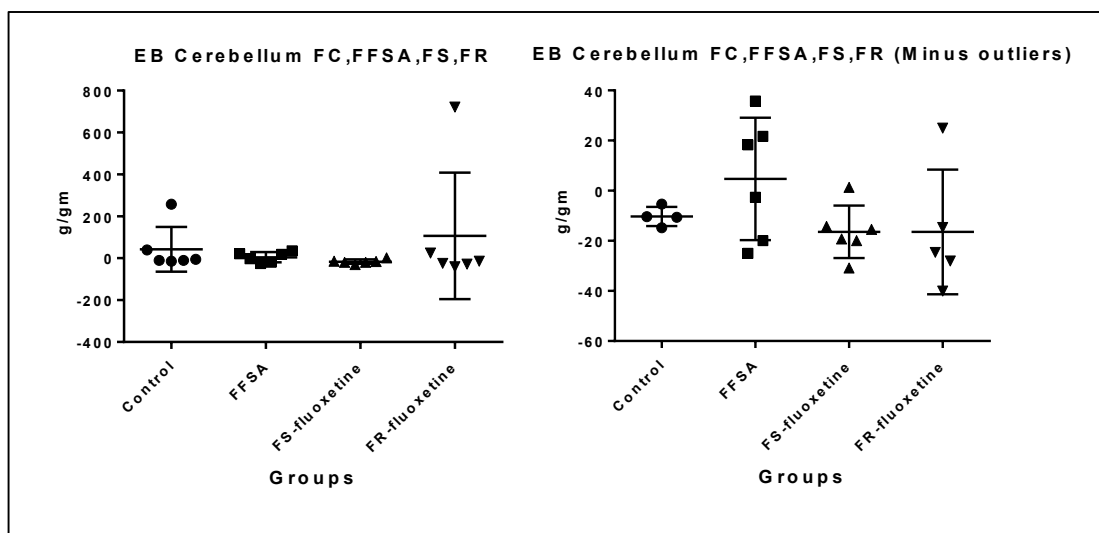 EB Cerebellum FC,FFSA,FS,FR
800
600
400
200
0
-200
-400
g/gm
Control
FFSA
FS-fluoxetine
FR-fluoxetine
Groups
EB Cerebellum FC,FFSA,FS,FR (Minus outliers)
40
20
0
-20
-40
-60
g/gm
Control
FFSA
FS-fluoxetine
FR-fluoxetine
Groups